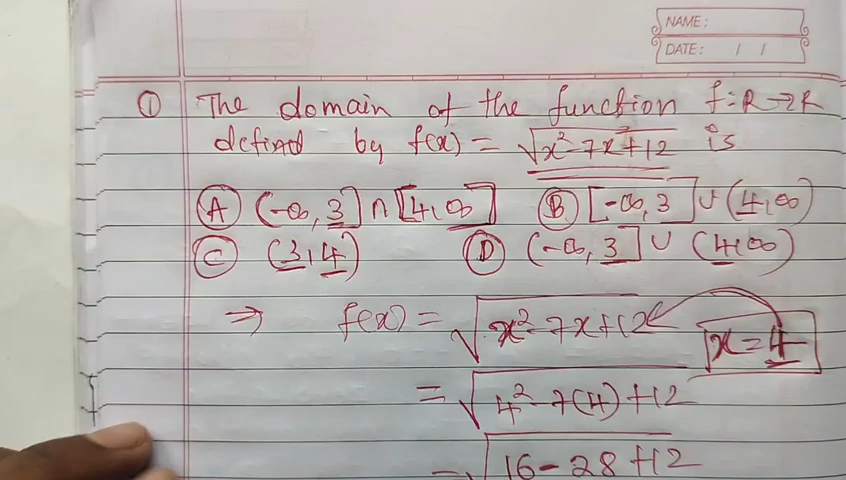 NAME:
DATE: / /
① The domain of the function f:R→R
defined by f(x) = √x²-7x+12 is
Ⓐ (-∞, 3] ∩ [4,∞] Ⓑ [-∞, 3] ∪ (4,∞)
Ⓒ (3,4) Ⓓ (-∞, 3] ∪ (4,∞)
⇒ f(x) = √x²-7x+12 x=4
= √4²-7(4)+12
= √16-28+12